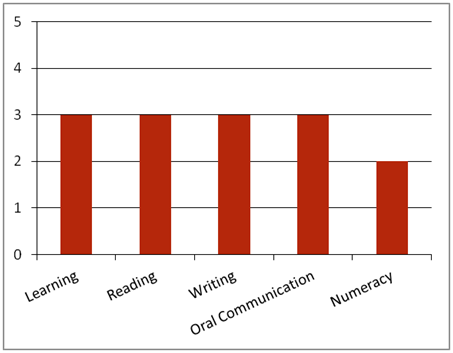 5
4
3
2
1
0
Learning
Reading
Writing
Oral Communication
Numeracy